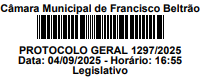 Câmara Municipal de Francisco Beltrão
PROTOCOLO GERAL 1297/2025
Data: 04/09/2025 - Horário: 16:55
Legislativo